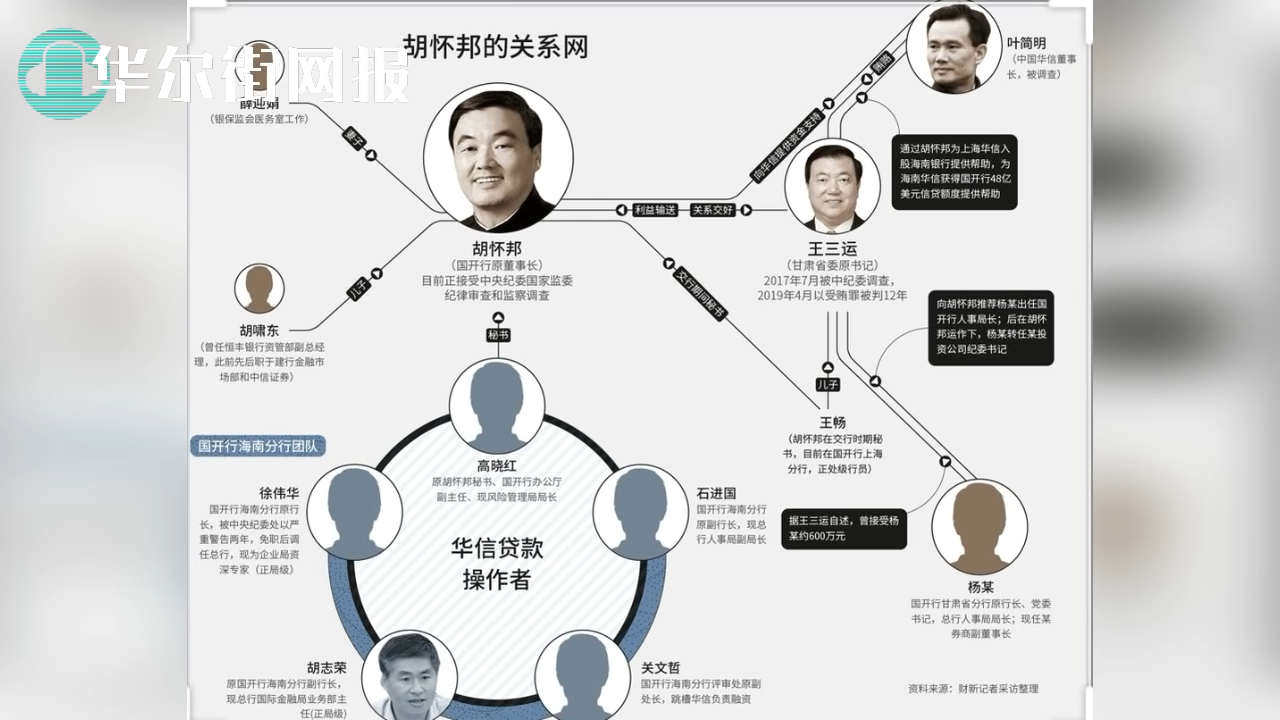 华尔街网报
胡怀邦的关系网
薛迎娟
（银保监会医务室工作）
妻子
叶简明
（中国华信董事
长，被调查）
贿赂
向华信提供资金支持
通过胡怀邦为上海华信入
股海南银行提供帮助，为
海南华信获得国开行48亿
美元信贷额度提供帮助
利益输送
关系交好
胡怀邦
（国开行原董事长）
目前正接受中央纪委国家监委
纪律审查和监察调查
王三运
（甘肃省委原书记）
2017年7月被中纪委调查，
2019年4月以受贿罪被判12年
儿子
交行期间秘书
胡啸东
（曾任恒丰银行资管部副总经
理，此前先后职于建行金融市
场部和中信证券）
秘书
向胡怀邦推荐杨某出任国
开行人事局长；后在胡怀
邦运作下，杨某转任某投
资公司纪委书记
儿子
王畅
（胡怀邦在交行时期秘
书，目前在国开行上海
分行，正处级行员）
国开行海南分行团队
高晓红
原胡怀邦秘书、国开行办公厅
副主任、现风险管理局局长
徐伟华
国开行海南分行原行
长，被中央纪委处以严
重警告两年，免职后调
任总行，现为企业局资
深专家（正局级）
石进国
国开行海南分行
原副行长，现总
行人事局副局长
据王三运自述，曾接受杨
某约600万元
华信贷款
操作者
杨某
国开行甘肃省分行原行长、党委
书记，总行人事局局长；现任某
券商副董事长
胡志荣
原国开行海南分行副行长，
现总行国际金融局业务部主
任(正局级)
关文哲
国开行海南分行评审处原副
处长，跳槽华信负责融资
资料来源：财新记者采访整理